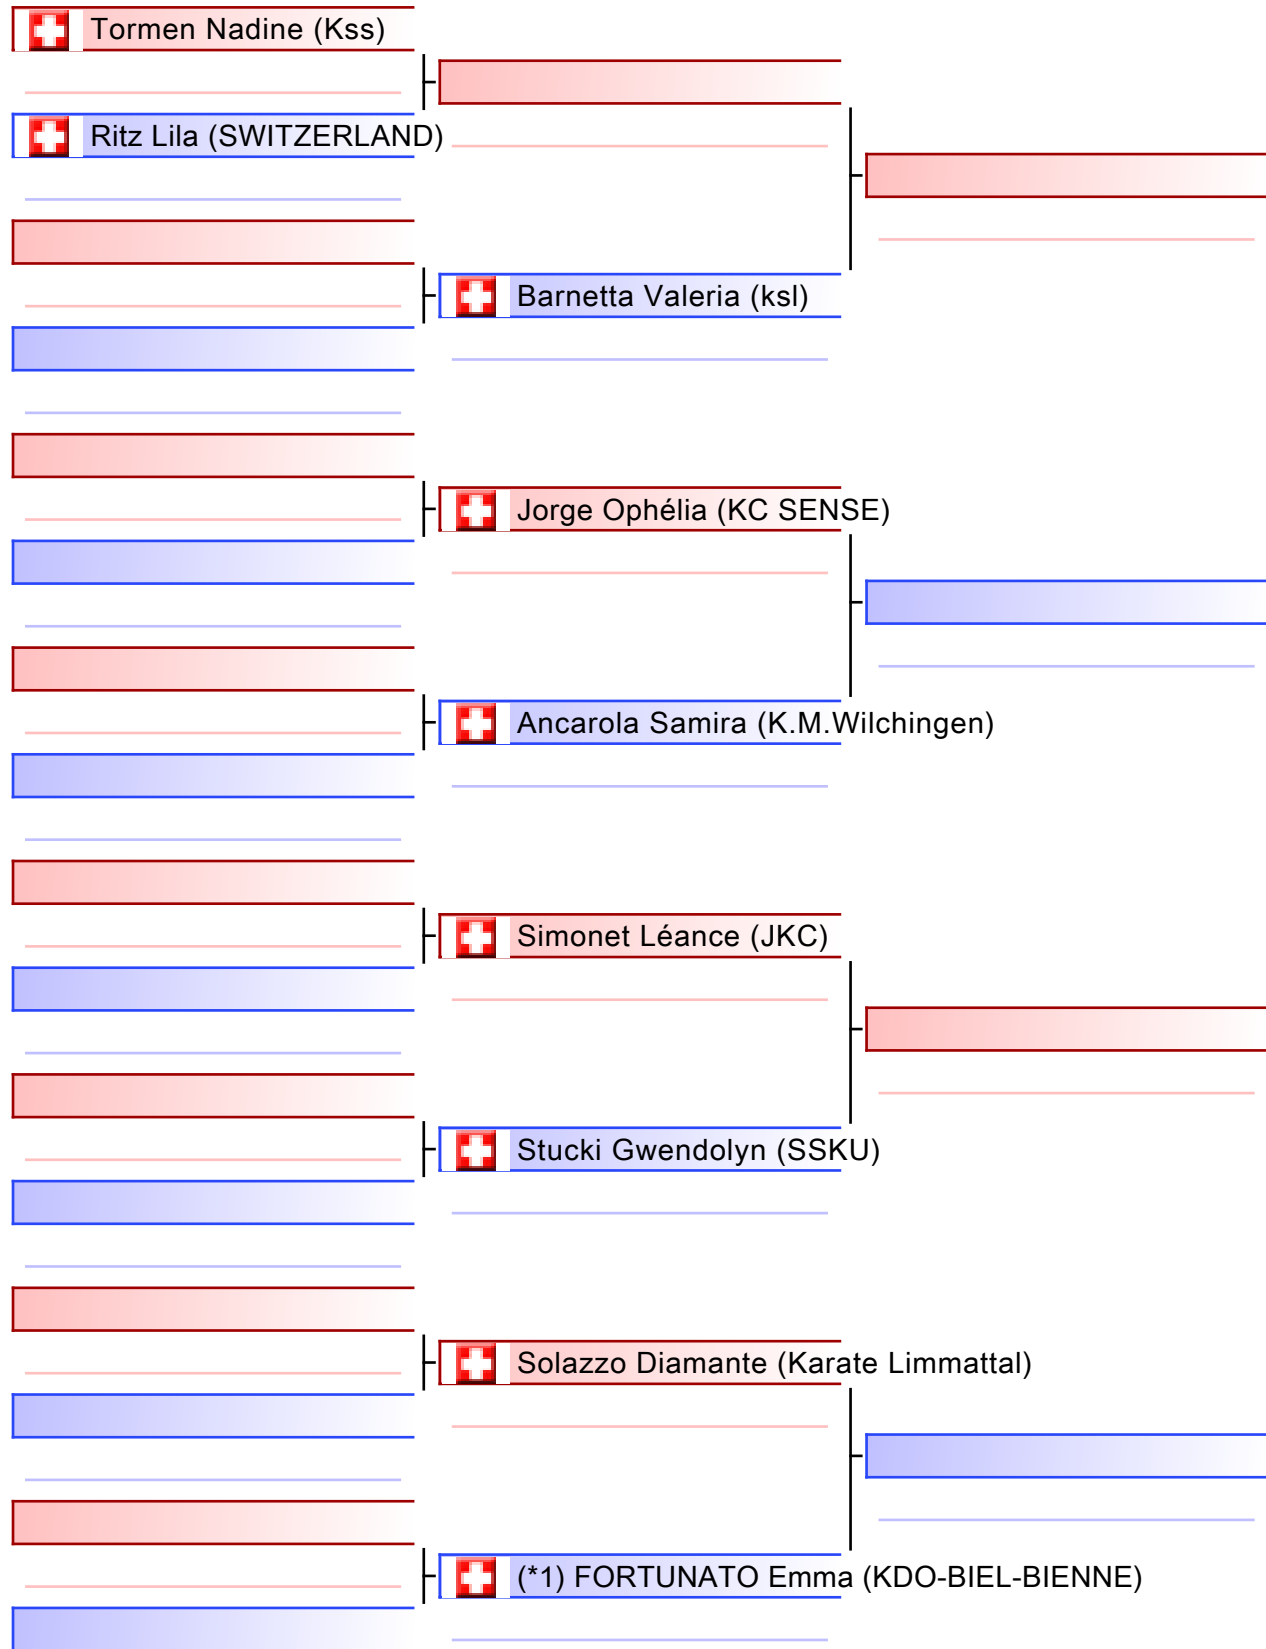 Tormen Nadine (Kss)
Ritz Lila (SWITZERLAND)
Barnetta Valeria (ksl)
Jorge Ophélia (KC SENSE)
Ancarola Samira (K.M.Wilchingen)
Simonet Léance (JKC)
Stucki Gwendolyn (SSKU)
Solazzo Diamante (Karate Limmattal)
(*1) FORTUNATO Emma (KDO-BIEL-BIENNE)